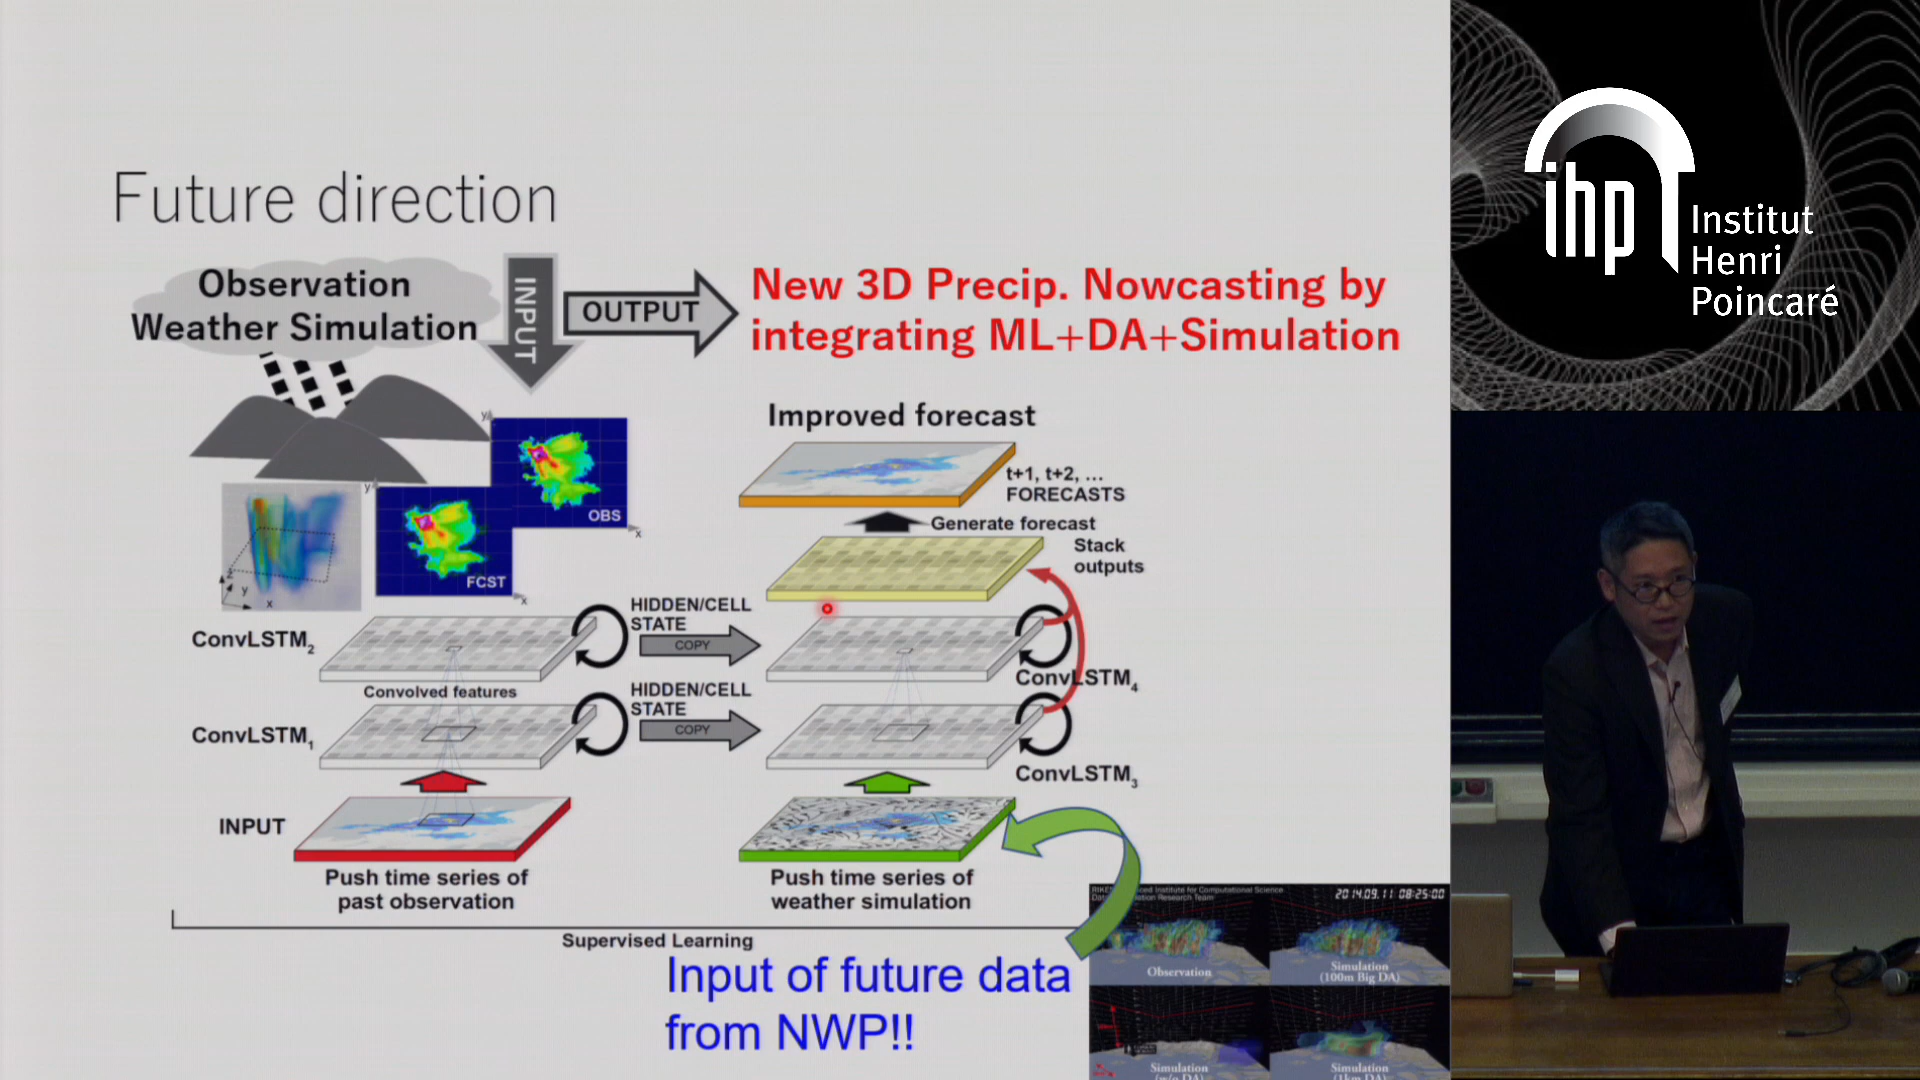 Future direction
Observation
Weather Simulation
INPUT
OUTPUT
New 3D Precip. Nowcasting by
integrating ML+DA+Simulation
Improved forecast
t+1, t+2, ...
FORECASTS
Generate forecast
Stack
outputs
y
OBS
x
y
FCST
x
z
y
x
ConvLSTM2
HIDDEN/CELL
STATE
COPY
ConvLSTM4
Convolved features
HIDDEN/CELL
STATE
COPY
ConvLSTM1
ConvLSTM3
INPUT
Push time series of
past observation
Push time series of
weather simulation
Supervised Learning
Input of future data
from NWP!!
2014.09.11 08:25:00
Observation
Simulation
(100m Big DA)
Simulation
(w/o DA)
Simulation
(1km DA)
ihp
Institut
Henri
Poincaré